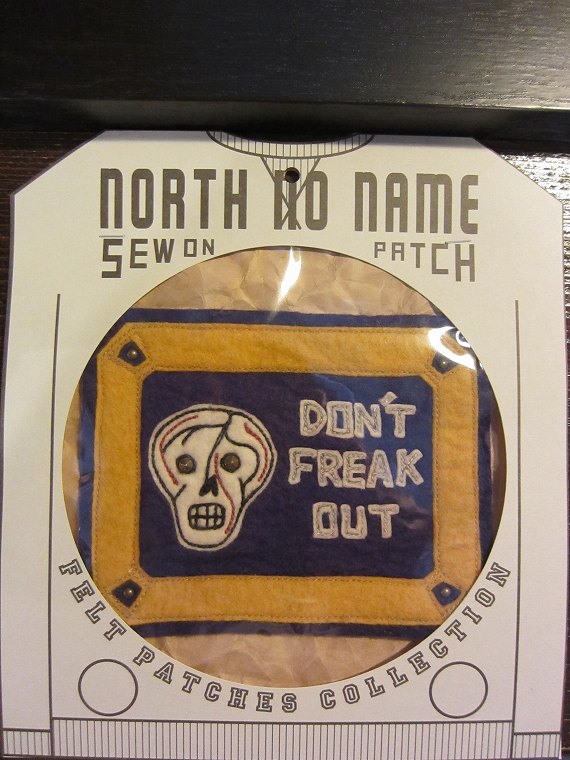 NORTH NO NAME
SEW ON PATCH
DON'T
FREAK
OUT
FELT PATCHES COLLECTION